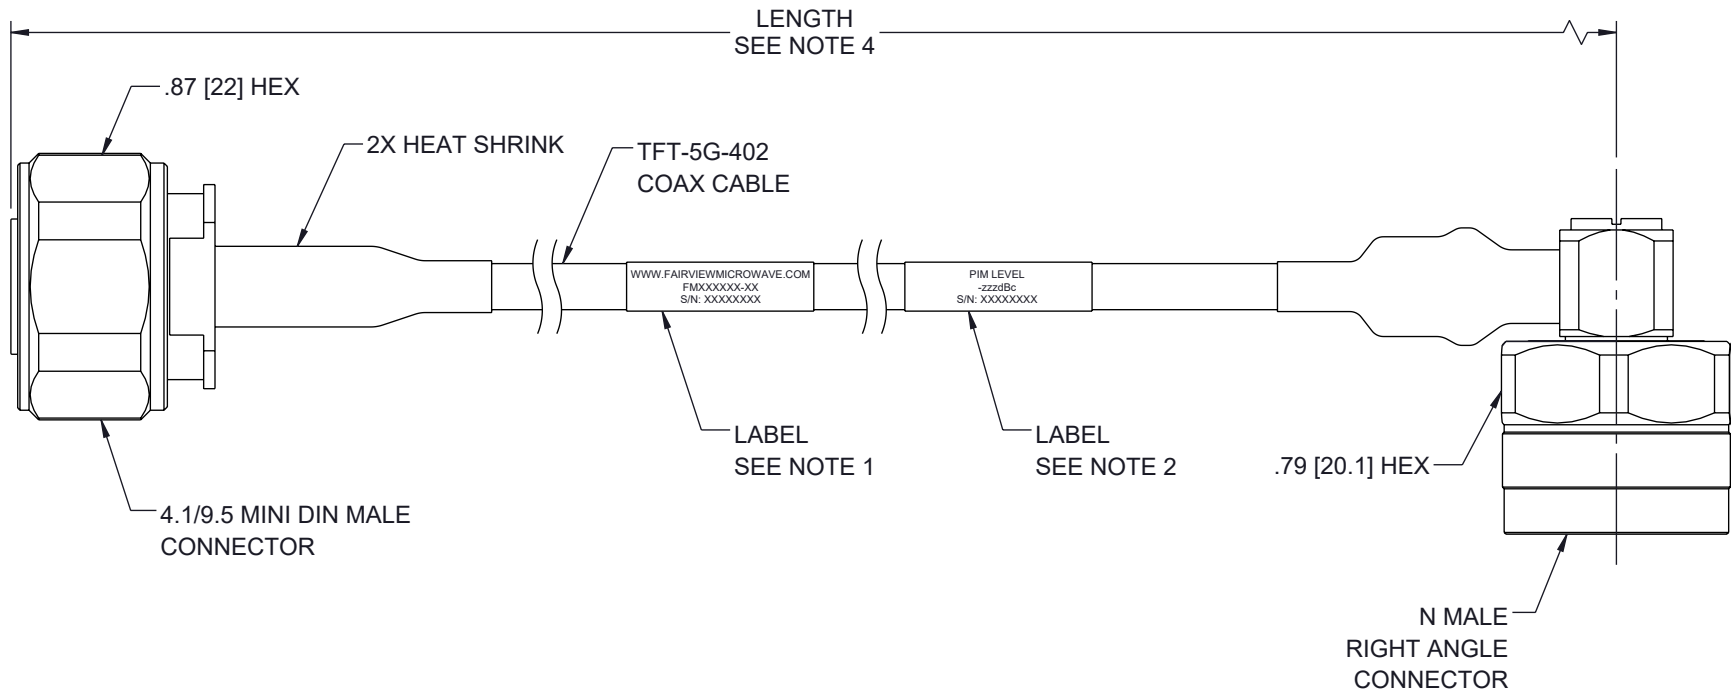 LENGTH
SEE NOTE 4
.87 [22] HEX
2X HEAT SHRINK
TFT-5G-402
COAX CABLE
WWW.FAIRVIEWMICROWAVE.COM
FMXXXXXX-XX
S/N: XXXXXXXX
PIM LEVEL
-zzzdBc
S/N: XXXXXXXX
LABEL
SEE NOTE 1
LABEL
SEE NOTE 2
.79 [20.1] HEX
4.1/9.5 MINI DIN MALE
CONNECTOR
N MALE
RIGHT ANGLE
CONNECTOR